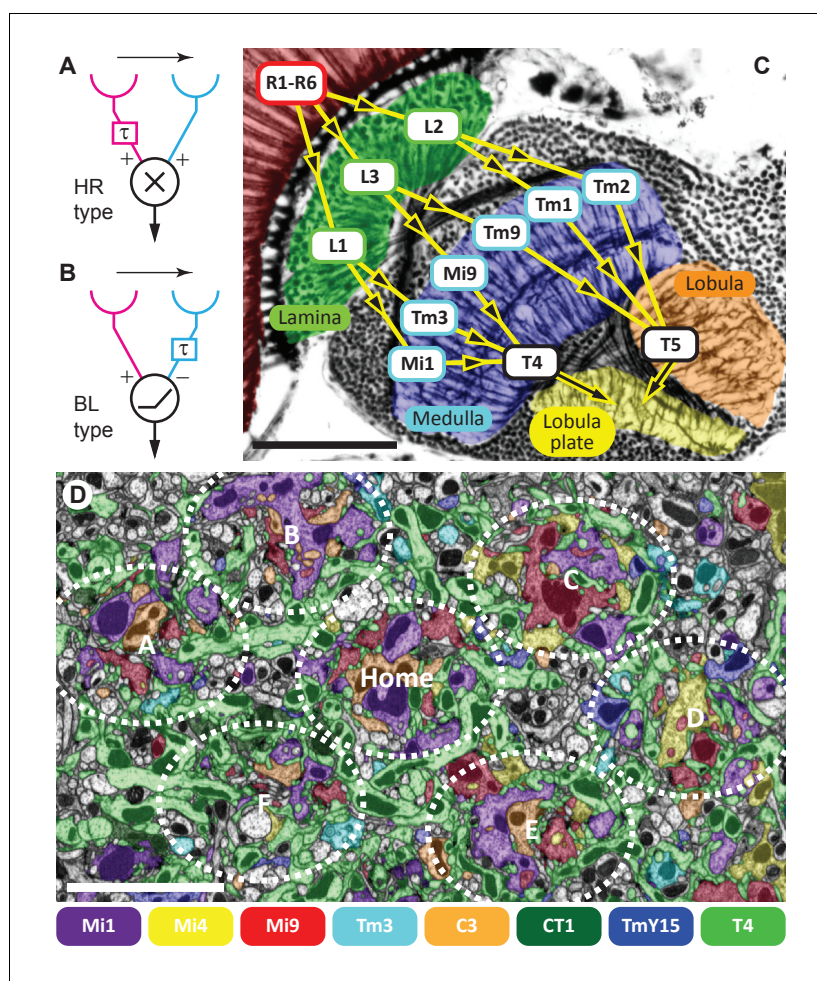 A
τ
+ +
HR
type
B
τ
+ −
BL
type
C
R1-R6
L2
L3
L1
Tm2
Tm1
Tm9
Mi9
Tm3
Mi1
T4
T5
Lamina
Medulla
Lobula
Lobula
plate
D
B
C
A
Home
D
F
E
Mi1 Mi4 Mi9 Tm3 C3 CT1 TmY15 T4